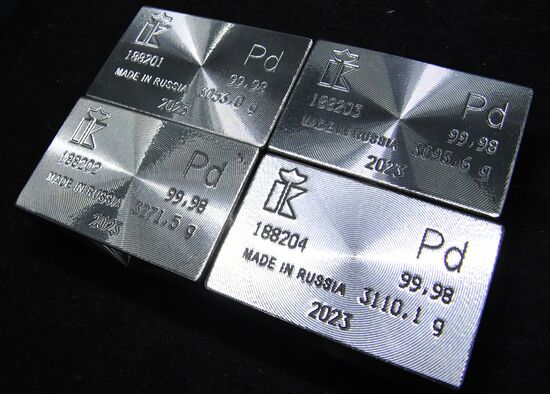 Pd
188201
99,98
MADE IN RUSSIA 3053,0 g
2023
Pd
188203
99,98
MADE IN RUSSIA 3093,6 g
2023
Pd
188202
99,98
MADE IN RUSSIA 3271,5 g
2023
Pd
188204
99,98
MADE IN RUSSIA 3110,1 g
2023